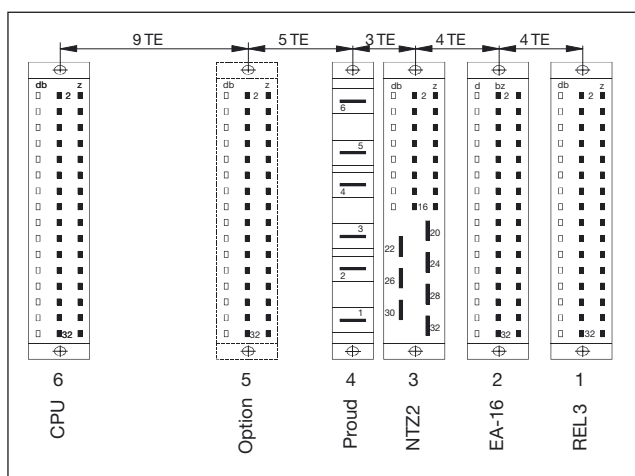 9 TE 5 TE 3 TE 4 TE 4 TE
db z db z db z d bz db z
2 2 6 2 2 2
5
4
16
3 20
22
2 24
26
28
30
1
32 32 32 32 32
6 5 4 3 2 1
CPU Option Proud NTZ2 EA-16 REL3